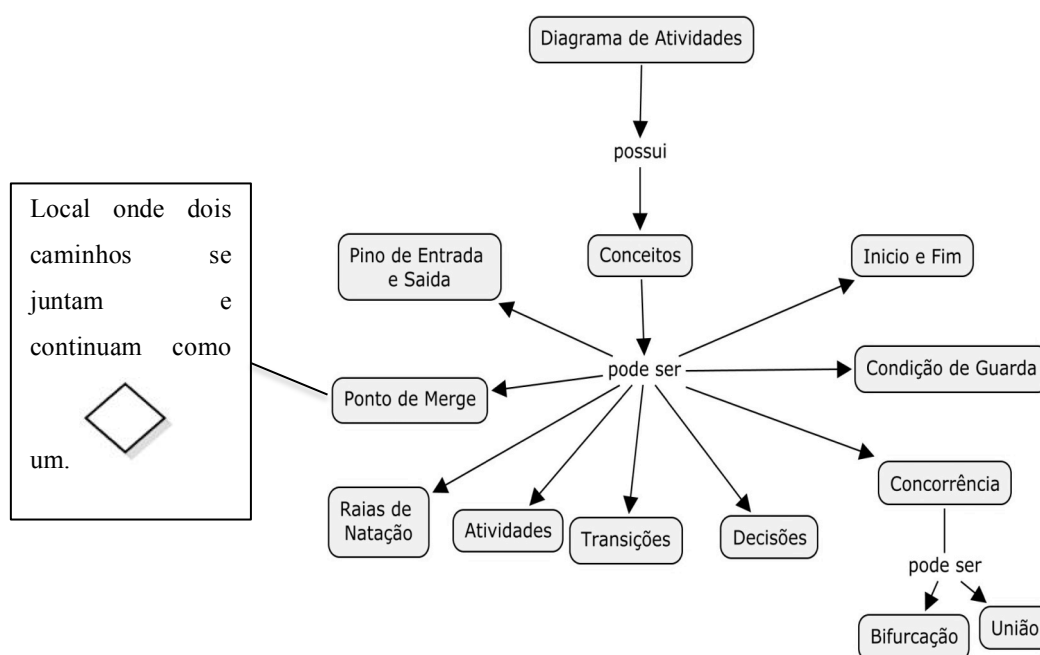 Diagrama de Atividades
possui
Local onde dois
caminhos se
juntam e
continuam como
um.
Pino de Entrada
e Saida
Conceitos
Inicio e Fim
pode ser
Condição de Guarda
Ponto de Merge
Concorrência
Raias de
Natação
Atividades
Transições
Decisões
pode ser
Bifurcação
União